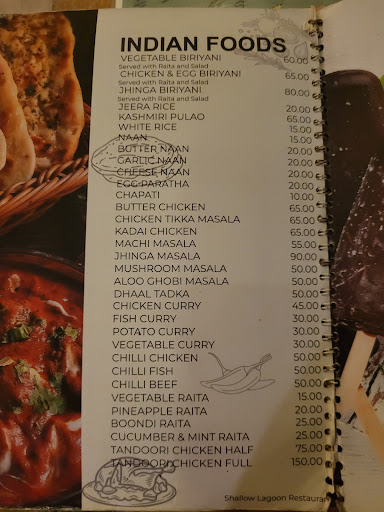 INDIAN FOODS
VEGETABLE BIRIYANI 60.00
Served with Raita and Salad
CHICKEN & EGG BIRIYANI 65.00
Served with Raita and Salad
JHINGA BIRIYANI 80.00
Served with Raita and Salad
JEERA RICE 20.00
KASHMIRI PULAO 65.00
WHITE RICE 15.00
NAAN 15.00
BUTTER NAAN 20.00
GARLIC NAAN 20.00
CHEESE NAAN 20.00
EGG PARATHA 20.00
CHAPATI 10.00
BUTTER CHICKEN 65.00
CHICKEN TIKKA MASALA 65.00
KADAI CHICKEN 65.00
MACHI MASALA 55.00
JHINGA MASALA 90.00
MUSHROOM MASALA 50.00
ALOO GHOBI MASALA 50.00
DHAAL TADKA 50.00
CHICKEN CURRY 45.00
FISH CURRY 30.00
POTATO CURRY 30.00
VEGETABLE CURRY 30.00
CHILLI CHICKEN 50.00
CHILLI FISH 50.00
CHILLI BEEF 50.00
VEGETABLE RAITA 15.00
PINEAPPLE RAITA 20.00
BOONDI RAITA 25.00
CUCUMBER & MINT RAITA 25.00
TANDOORI CHICKEN HALF 75,00
TANDOORI CHICKEN FULL 150,00
Shallow Lagoon Restauran